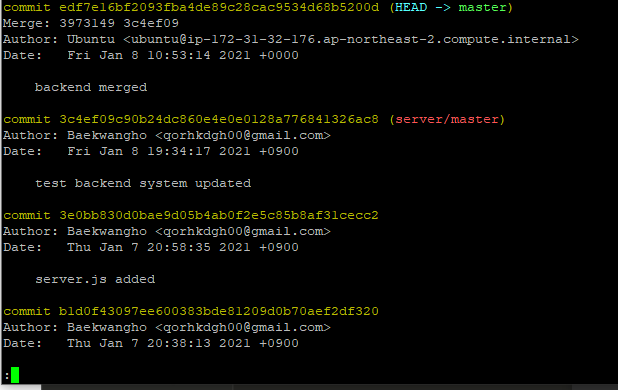 commit edf7e16bf2093fba4de89c28cac9534d68b5200d (HEAD -> master)
Merge: 3973149 3c4ef09
Author: Ubuntu <ubuntu@ip-172-31-32-176.ap-northeast-2.compute.internal>
Date:   Fri Jan 8 10:53:14 2021 +0000
    backend merged
commit 3c4ef09c90b24dc860e4e0e0128a776841326ac8 (server/master)
Author: Baekwangho <qorhkdgh00@gmail.com>
Date:   Fri Jan 8 19:34:17 2021 +0900
    test backend system updated
commit 3e0bb830d0bae9d05b4ab0f2e5c85b8af31cecc2
Author: Baekwangho <qorhkdgh00@gmail.com>
Date:   Thu Jan 7 20:58:35 2021 +0900
    server.js added
commit b1d0f43097ee600383bde81209d0b70aef2df320
Author: Baekwangho <qorhkdgh00@gmail.com>
Date:   Thu Jan 7 20:38:13 2021 +0900
: